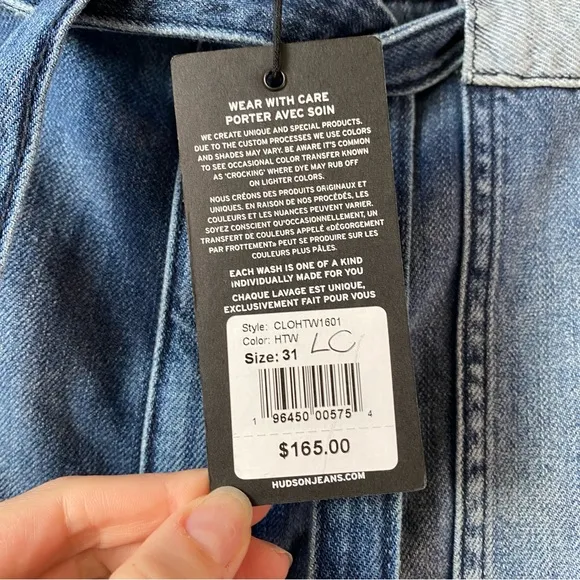 WEAR WITH CARE
PORTER AVEC SOIN
WE CREATE UNIQUE AND SPECIAL PRODUCTS.
DUE TO THE CUSTOM PROCESSES WE USE COLORS
AND SHADES MAY VARY. BE AWARE IT'S COMMON
TO SEE OCCASIONAL COLOR TRANSFER KNOWN
AS 'CROCKING' WHERE DYE MAY RUB OFF
ON LIGHTER COLORS.
NOUS CRÉONS DES PRODUITS ORIGINAUX ET
UNIQUES. EN RAISON DE NOS PROCÉDÉS, LES
COULEURS ET LES NUANCES PEUVENT VARIER.
SOYEZ CONSCIENT QU'OCCASIONNELLEMENT, UN
TRANSFERT DE COULEURS APPELÉ «DÉGORGEMENT
PAR FROTTEMENT» PEUT SE PRODUIRE SUR LES
COULEURS PLUS PÂLES.
EACH WASH IS ONE OF A KIND
INDIVIDUALLY MADE FOR YOU
CHAQUE LAVAGE EST UNIQUE,
EXCLUSIVEMENT FAIT POUR VOUS
Style: CLOHTW1601
Color: HTW
Size: 31 LC
1 96450 00575 4
$165.00
HUDSONJEANS.COM